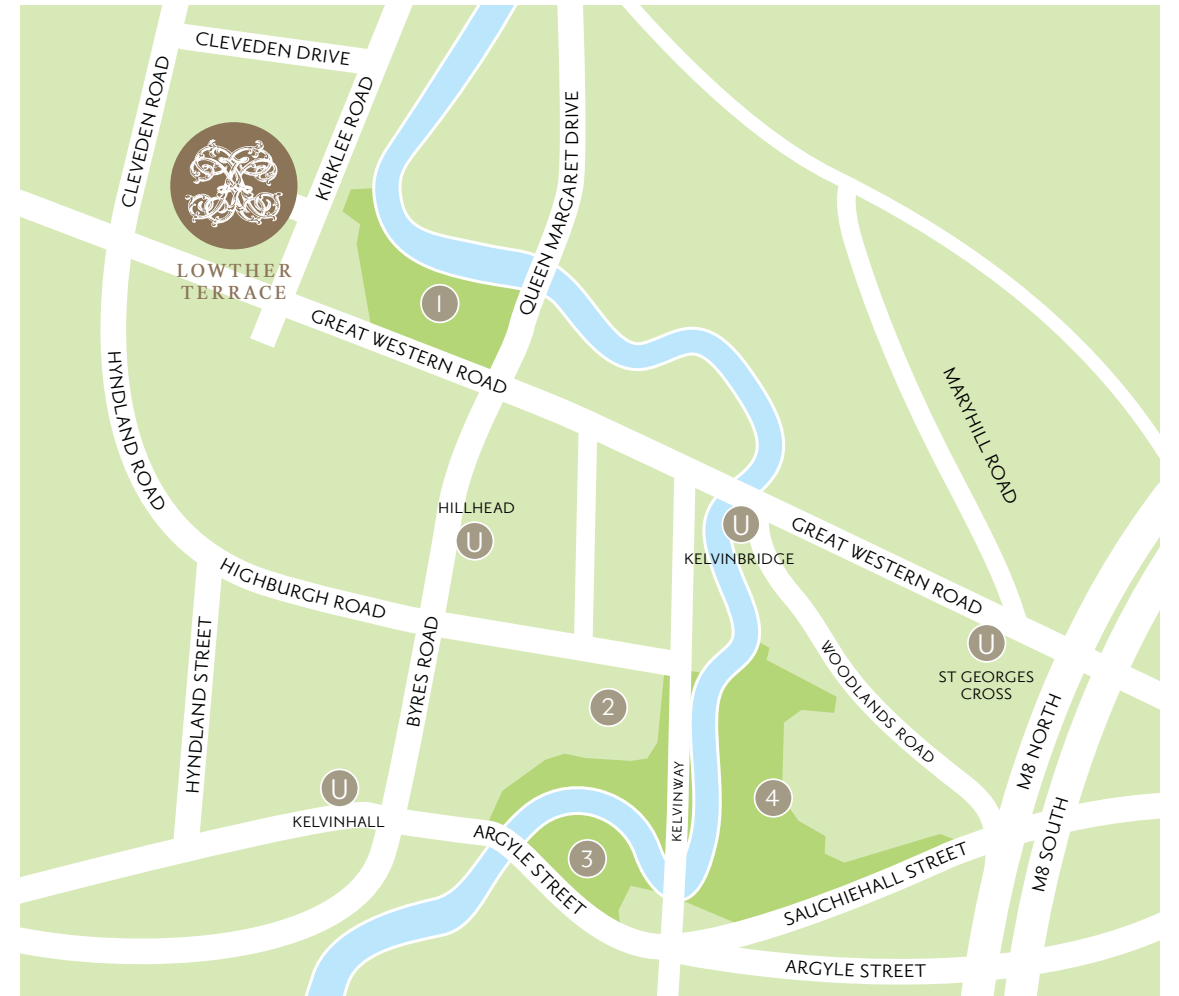 CLEVEDEN DRIVE
CLEVEDEN ROAD
KIRKLEE ROAD
QUEEN MARGARET DRIVE
LOWTHER
TERRACE
1
GREAT WESTERN ROAD
HYNDLAND ROAD
MARYHILL ROAD
HILLHEAD
U
U
KELVINBRIDGE
GREAT WESTERN ROAD
HIGHBURGH ROAD
HYNDLAND STREET
BYRES ROAD
WOODLANDS ROAD
U
ST GEORGES
CROSS
2
M8 NORTH
U
KELVINHALL
KELVINWAY
4
ARGYLE STREET
3
M8 SOUTH
SAUCHIEHALL STREET
ARGYLE STREET